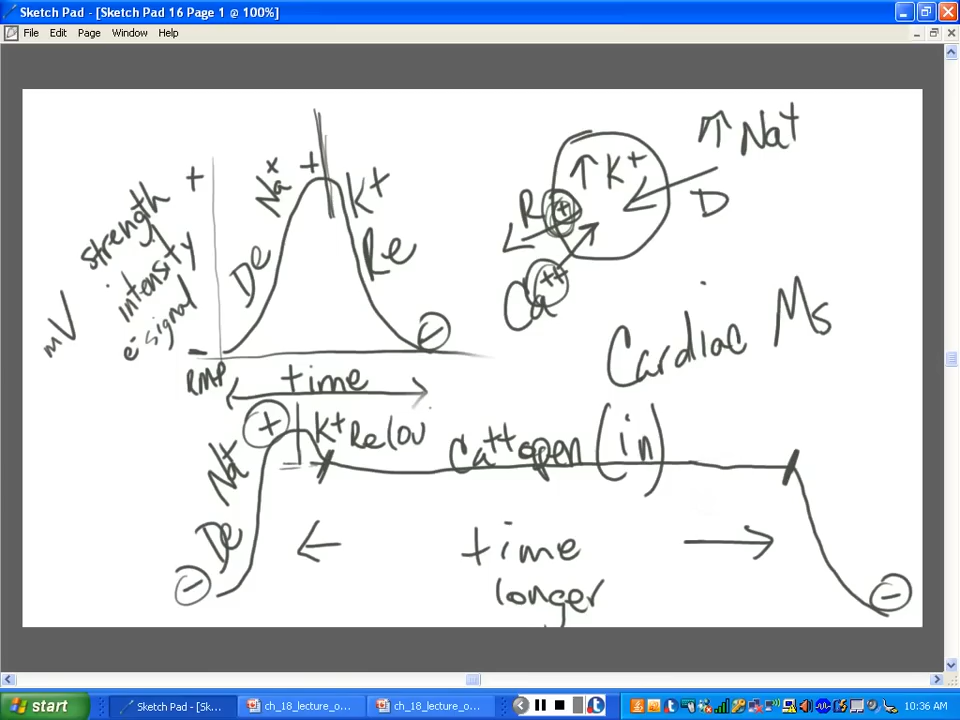 Sketch Pad - [Sketch Pad 16 Page 1 @ 100%]
File Edit Page Window Help
mV
strength
intensity
e- signal
+
-
RMP
Na+
+
K+
De
Re
-
time
↑ K+
↑ Na+
D
R
+
Ca++
Cardiac Ms
Na+
De
+
-
K+ Re (ou
Ca++ open (in)
← time →
longer
-
start
Sketch Pad - [Sk...
ch_18_lecture_o...
ch_18_lecture_o...
10:36 AM